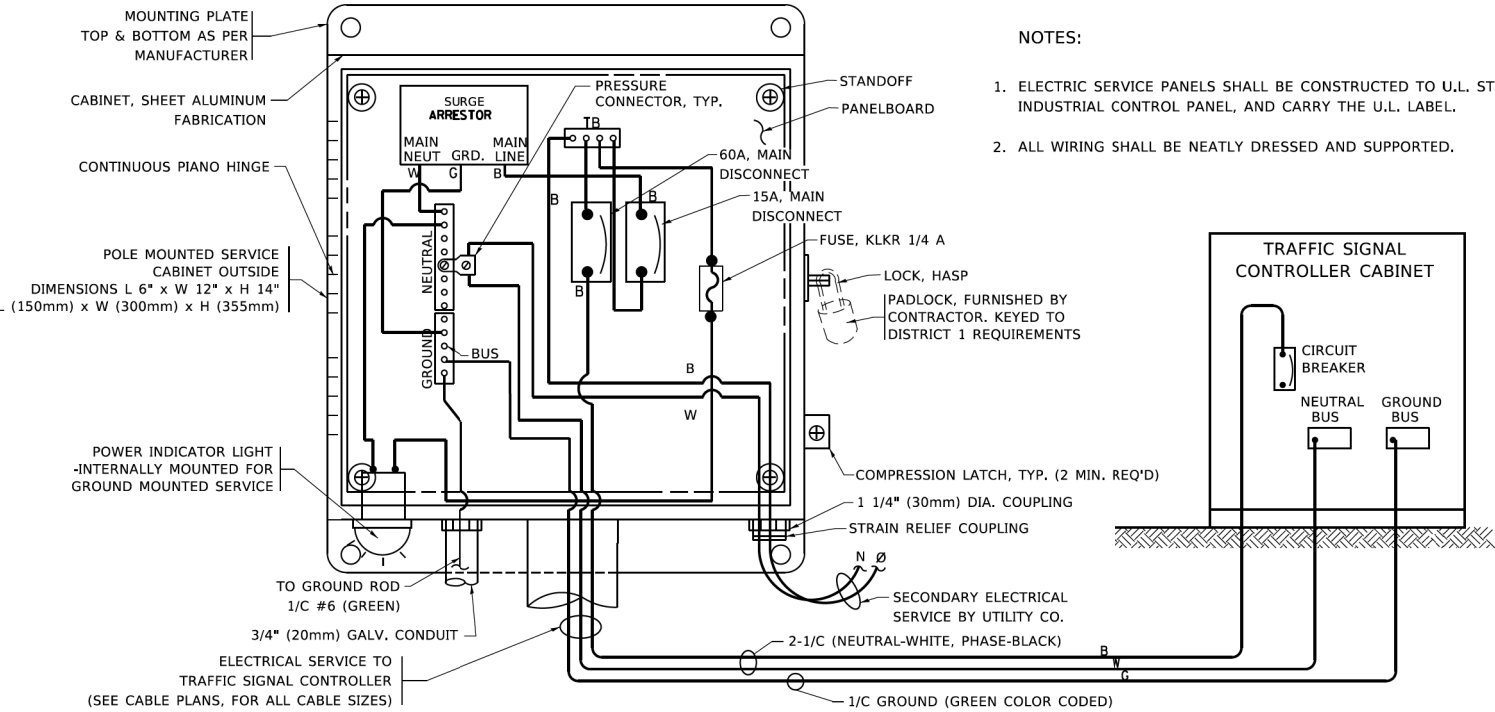 MOUNTING PLATE
TOP & BOTTOM AS PER
MANUFACTURER
CABINET, SHEET ALUMINUM
FABRICATION
CONTINUOUS PIANO HINGE
POLE MOUNTED SERVICE
CABINET OUTSIDE
DIMENSIONS L 6" x W 12" x H 14"
L (150mm) x W (300mm) x H (355mm)
POWER INDICATOR LIGHT
-INTERNALLY MOUNTED FOR
GROUND MOUNTED SERVICE
TO GROUND ROD
1/C #6 (GREEN)
3/4" (20mm) GALV. CONDUIT
ELECTRICAL SERVICE TO
TRAFFIC SIGNAL CONTROLLER
(SEE CABLE PLANS, FOR ALL CABLE SIZES)
SURGE
ARRESTOR
MAIN
NEUT
GRD.
MAIN
LINE
W
G
B
PRESSURE
CONNECTOR, TYP.
TB
NEUTRAL
GROUND
BUS
B
B
B
B
W
STANDOFF
PANELBOARD
60A, MAIN
DISCONNECT
15A, MAIN
DISCONNECT
FUSE, KLKR 1/4 A
LOCK, HASP
PADLOCK, FURNISHED BY
CONTRACTOR. KEYED TO
DISTRICT 1 REQUIREMENTS
COMPRESSION LATCH, TYP. (2 MIN. REQ'D)
1 1/4" (30mm) DIA. COUPLING
STRAIN RELIEF COUPLING
N Ø
SECONDARY ELECTRICAL
SERVICE BY UTILITY CO.
2-1/C (NEUTRAL-WHITE, PHASE-BLACK)
B
W
G
1/C GROUND (GREEN COLOR CODED)
NOTES:
1. ELECTRIC SERVICE PANELS SHALL BE CONSTRUCTED TO U.L. ST
INDUSTRIAL CONTROL PANEL, AND CARRY THE U.L. LABEL.
2. ALL WIRING SHALL BE NEATLY DRESSED AND SUPPORTED.
TRAFFIC SIGNAL
CONTROLLER CABINET
CIRCUIT
BREAKER
NEUTRAL
BUS
GROUND
BUS